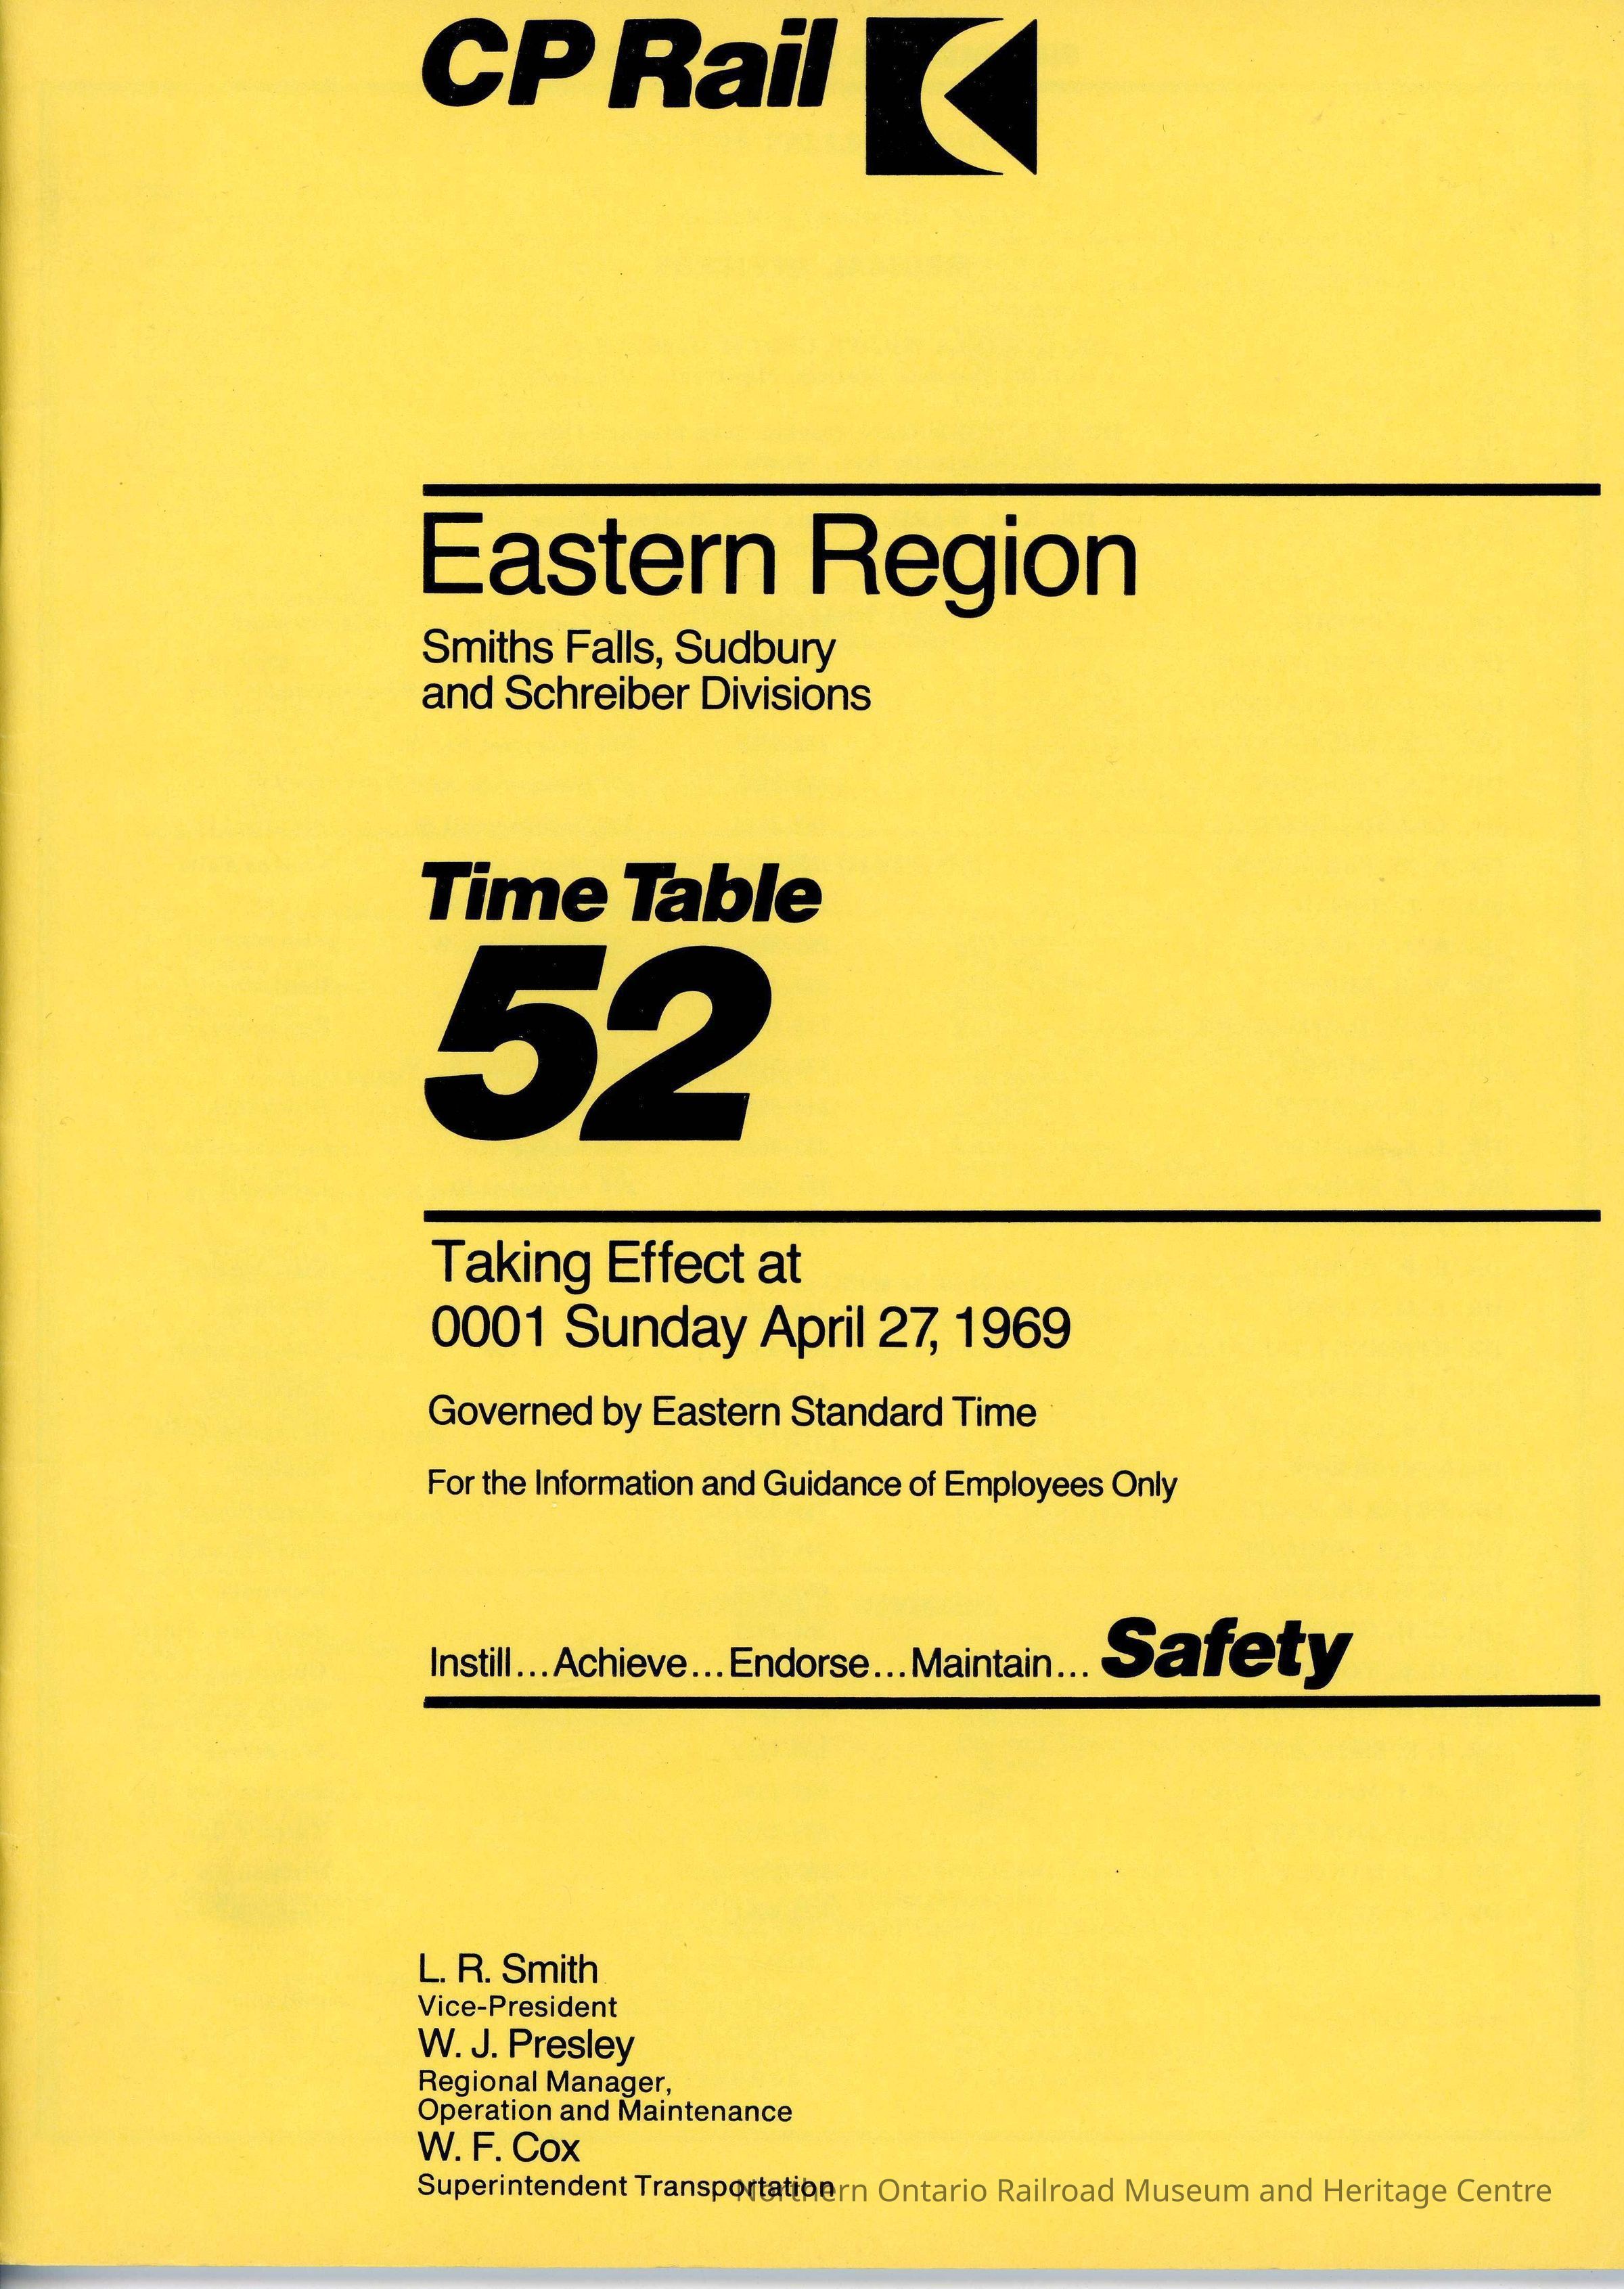 CP Rail
Eastern Region
Smiths Falls, Sudbury
and Schreiber Divisions
Time Table
52
Taking Effect at
0001 Sunday April 27, 1969
Governed by Eastern Standard Time
For the Information and Guidance of Employees Only
Instill...Achieve...Endorse...Maintain... Safety
L. R. Smith
Vice-President
W. J. Presley
Regional Manager,
Operation and Maintenance
W. F. Cox
Superintendent Transportation
Northern Ontario Railroad Museum and Heritage Centre